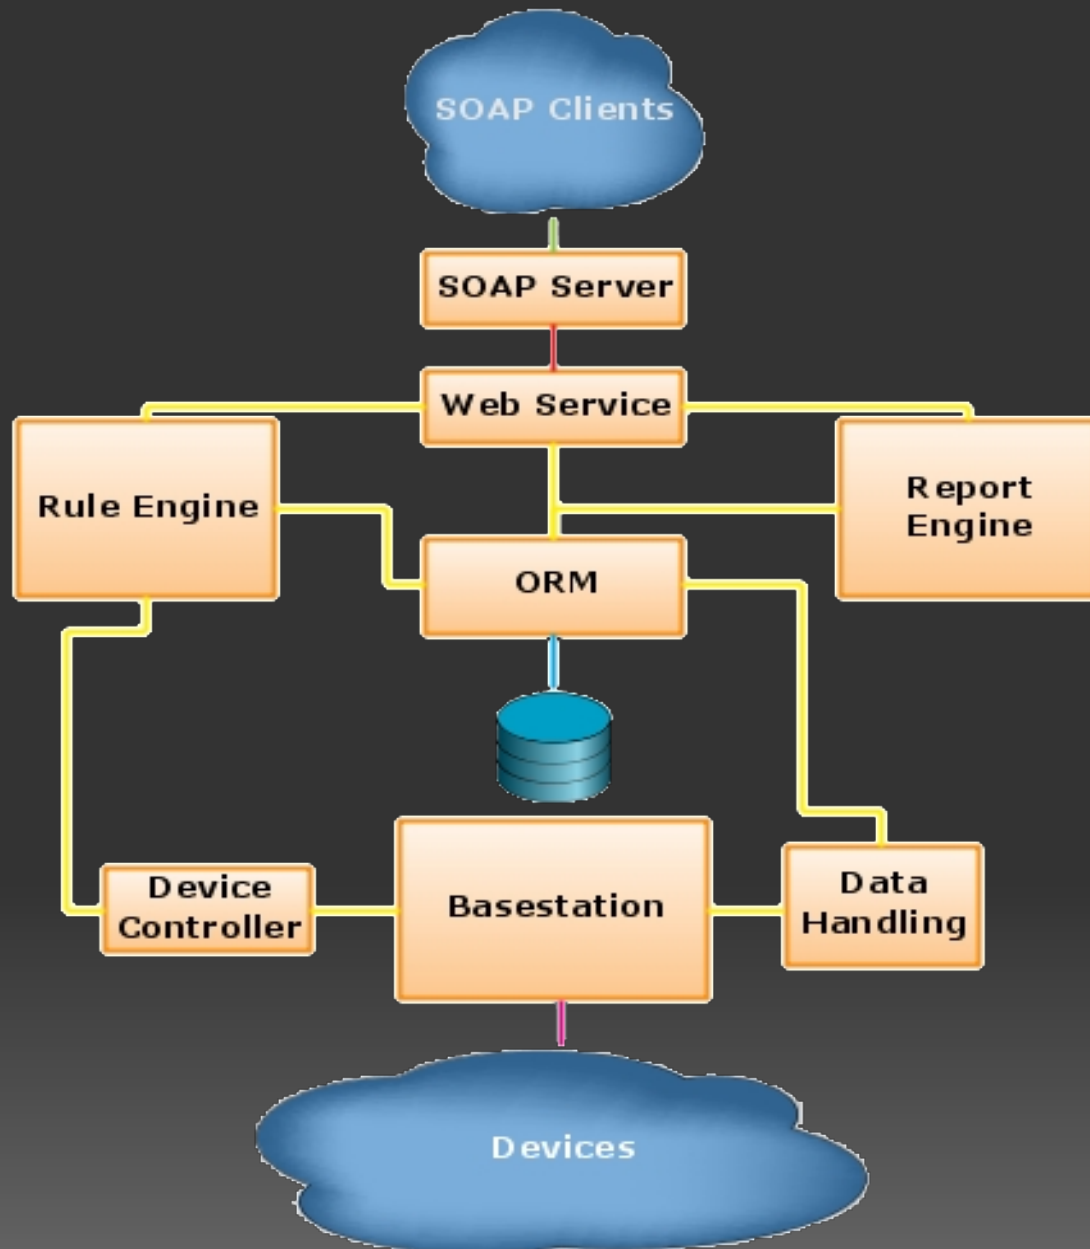 SOAP Clients
SOAP Server
Web Service
Rule Engine
Report
Engine
ORM
Device
Controller
Basestation
Data
Handling
Devices